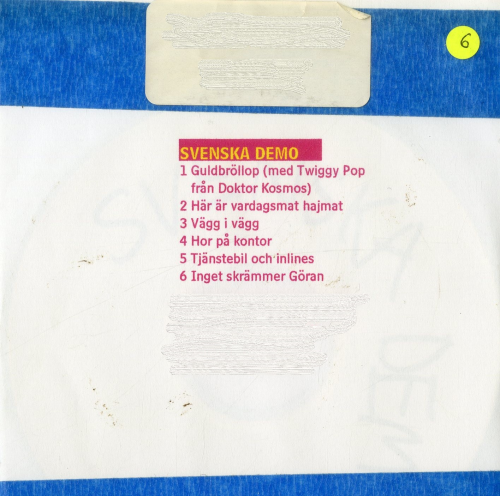 6
SVENSKA DEMO
1 Guldbröllop (med Twiggy Pop
från Doktor Kosmos)
2 Här är vardagsmat hajmat
3 Vägg i vägg
4 Hor på kontor
5 Tjänstebil och inlines
6 Inget skrämmer Göran